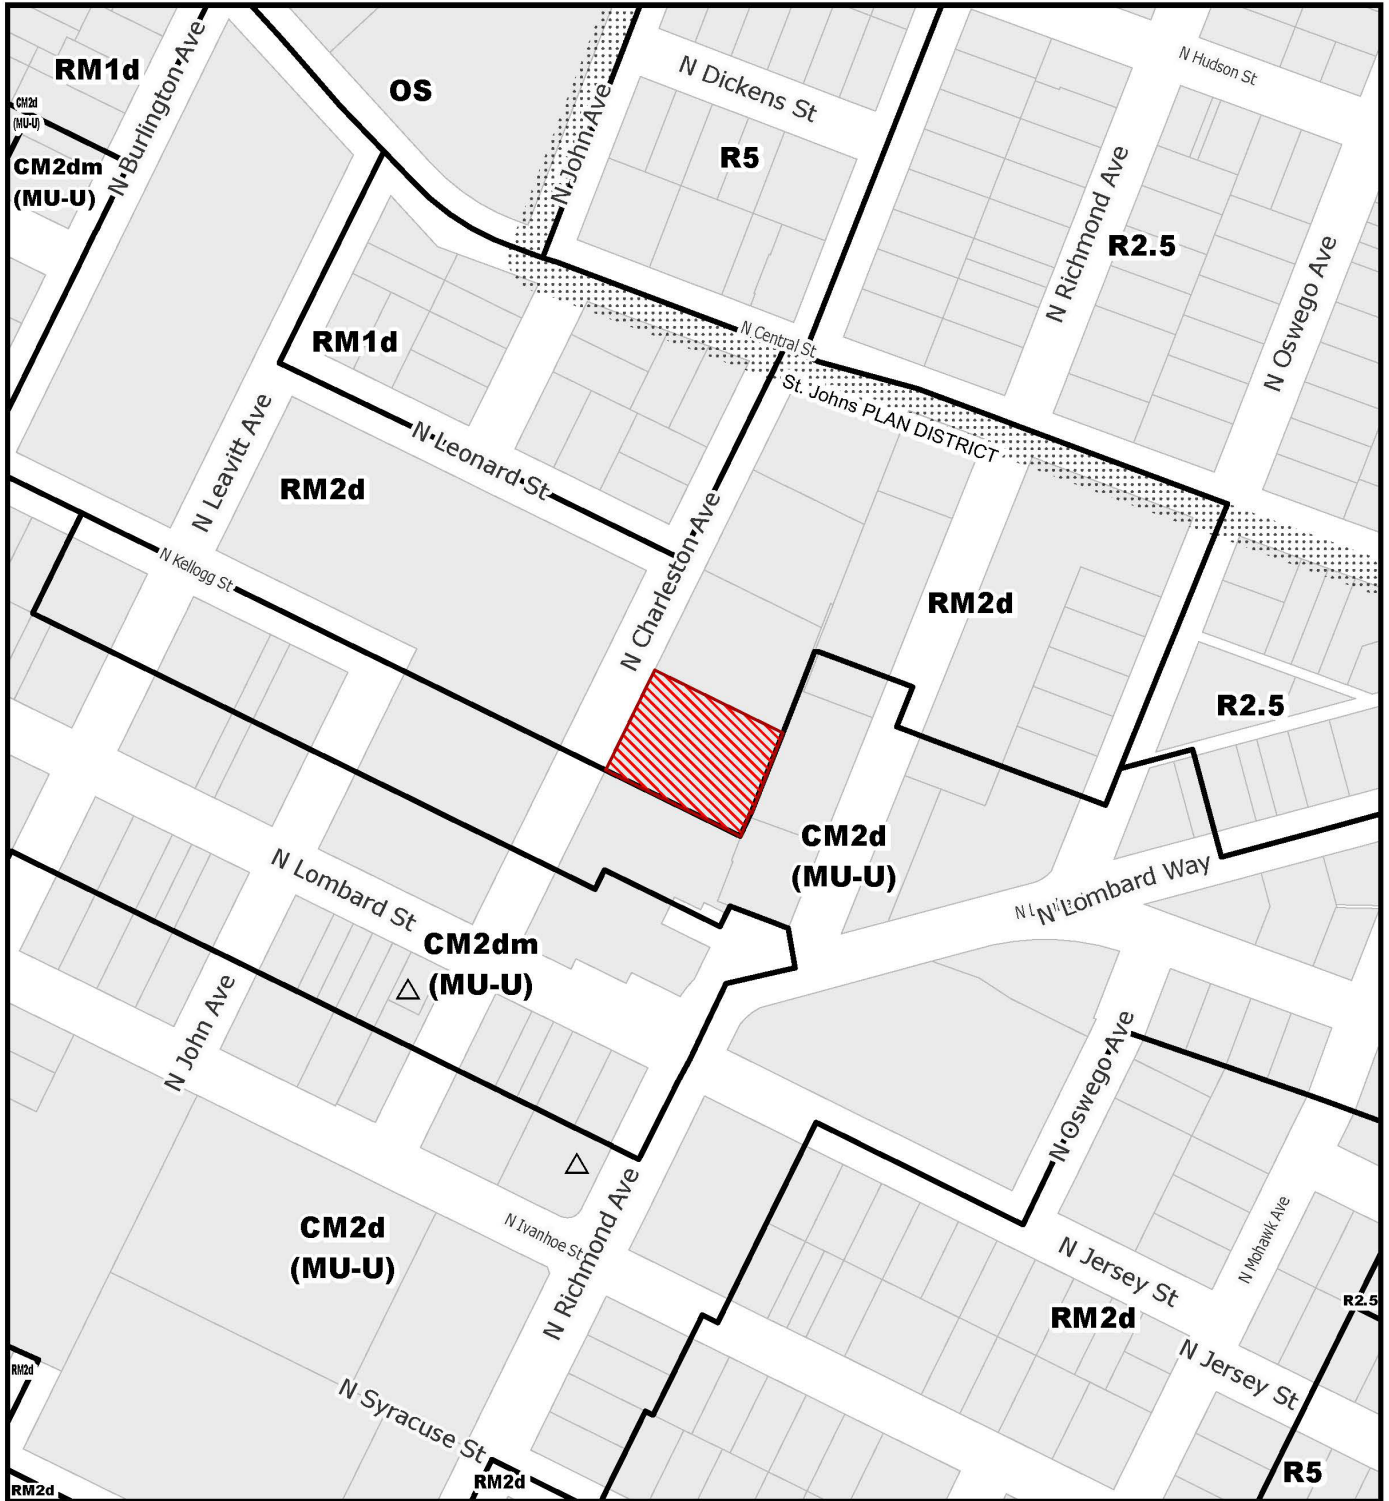 RM1d
CM2d
(MU-U)
CM2dm
(MU-U)
N Burlington Ave
OS
N John Ave
N Dickens St
R5
N Hudson St
N Richmond Ave
R2.5
N Oswego Ave
RM1d
N Central St
St. Johns PLAN DISTRICT
N Leavitt Ave
N Leonard St
RM2d
N Charleston Ave
N Kellogg St
RM2d
R2.5
CM2d
(MU-U)
N Lombard Way
N Lombard St
CM2dm
(MU-U)
N John Ave
N Oswego Ave
N Richmond Ave
N Ivanhoe St
CM2d
(MU-U)
N Jersey St
N Mohawk Ave
RM2d
R2.5
N Jersey St
RM2d
N Syracuse St
RM2d
RM2d
R5